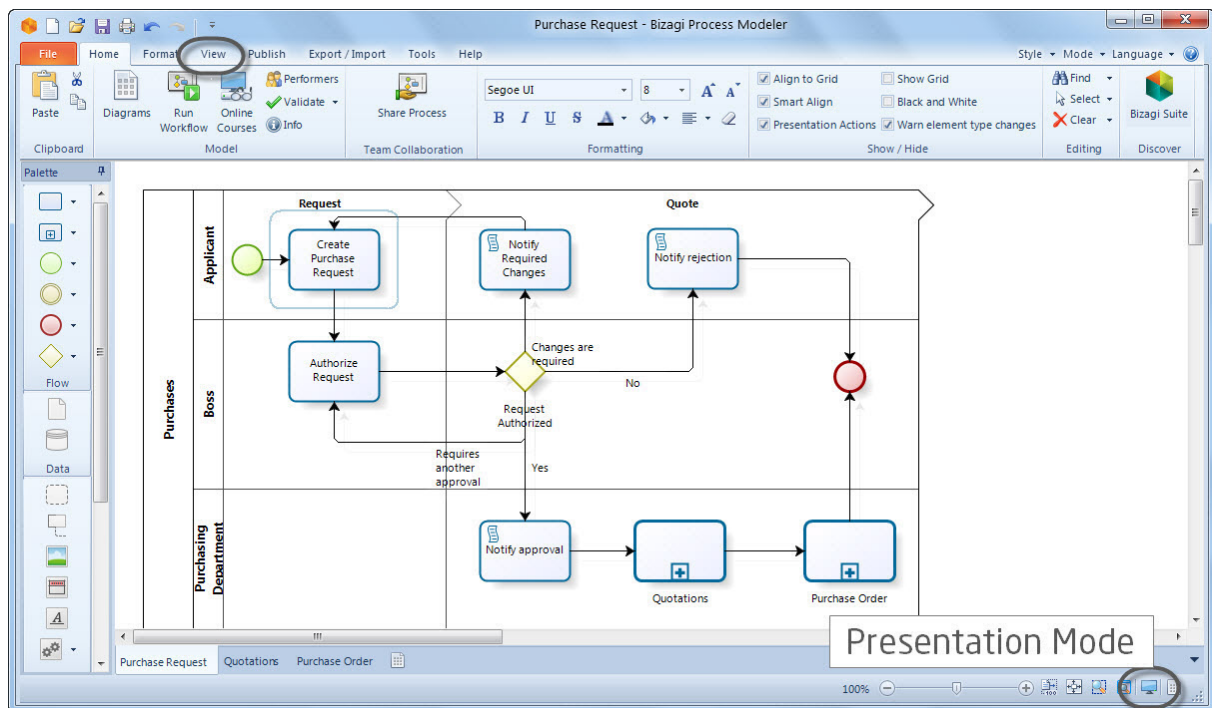 Purchase Request - Bizagi Process Modeler
File Home Format View Publish Export / Import Tools Help Style Mode Language
Paste
Clipboard
Diagrams
Run Workflow
Online Courses
Performers
Validate
Info
Model
Share Process
Team Collaboration
Segoe UI 8 A A
B I U S A
Formatting
Align to Grid Show Grid
Smart Align Black and White
Presentation Actions Warn element type changes
Show / Hide
Find
Select
Clear
Editing
Bizagi Suite
Discover
Palette
Flow
Data
A
Request Quote
Purchases
Applicant
Create
Purchase
Request
Notify
Required
Changes
Notify rejection
Boss
Authorize
Request
Changes are
required
No
Request
Authorized
Requires
another
approval
Yes
Purchasing
Department
Notify approval
Quotations
Purchase Order
Presentation Mode
Purchase Request Quotations Purchase Order
100%